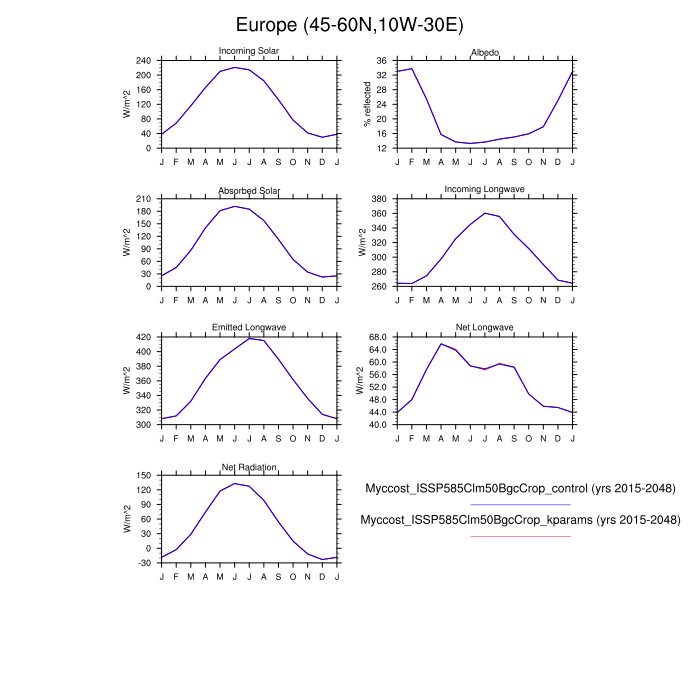 Europe (45-60N,10W-30E)
Incoming Solar
W/m^2
240
200
160
120
80
40
0
J F M A M J J A S O N D J
Albedo
% reflected
36
32
28
24
20
16
12
J F M A M J J A S O N D J
Absorbed Solar
W/m^2
210
180
150
120
90
60
30
0
J F M A M J J A S O N D J
Incoming Longwave
W/m^2
380
360
340
320
300
280
260
J F M A M J J A S O N D J
Emitted Longwave
W/m^2
420
400
380
360
340
320
300
J F M A M J J A S O N D J
Net Longwave
W/m^2
68.0
64.0
60.0
56.0
52.0
48.0
44.0
40.0
J F M A M J J A S O N D J
Net Radiation
W/m^2
150
120
90
60
30
0
-30
J F M A M J J A S O N D J
Myccost_ISSP585Clm50BgcCrop_control (yrs 2015-2048)
Myccost_ISSP585Clm50BgcCrop_kparams (yrs 2015-2048)